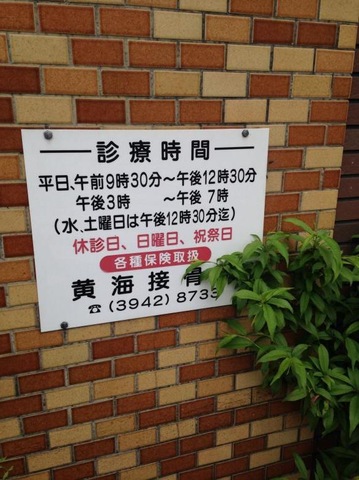 診療時間
平日、午前9時30分～午後12時30分
午後3時　～午後7時
(水、土曜日は午後12時30分迄)
休診日、日曜日、祝祭日
各種保険取扱
黄海接骨
☎(3942)8733